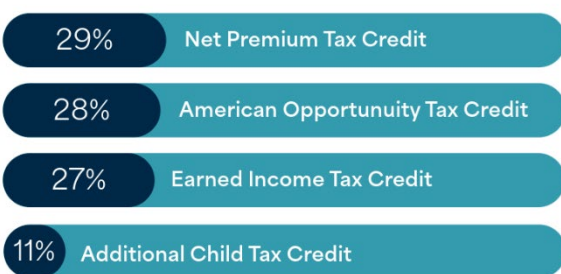 29% Net Premium Tax Credit
28% American Opportunuity Tax Credit
27% Earned Income Tax Credit
11% Additional Child Tax Credit